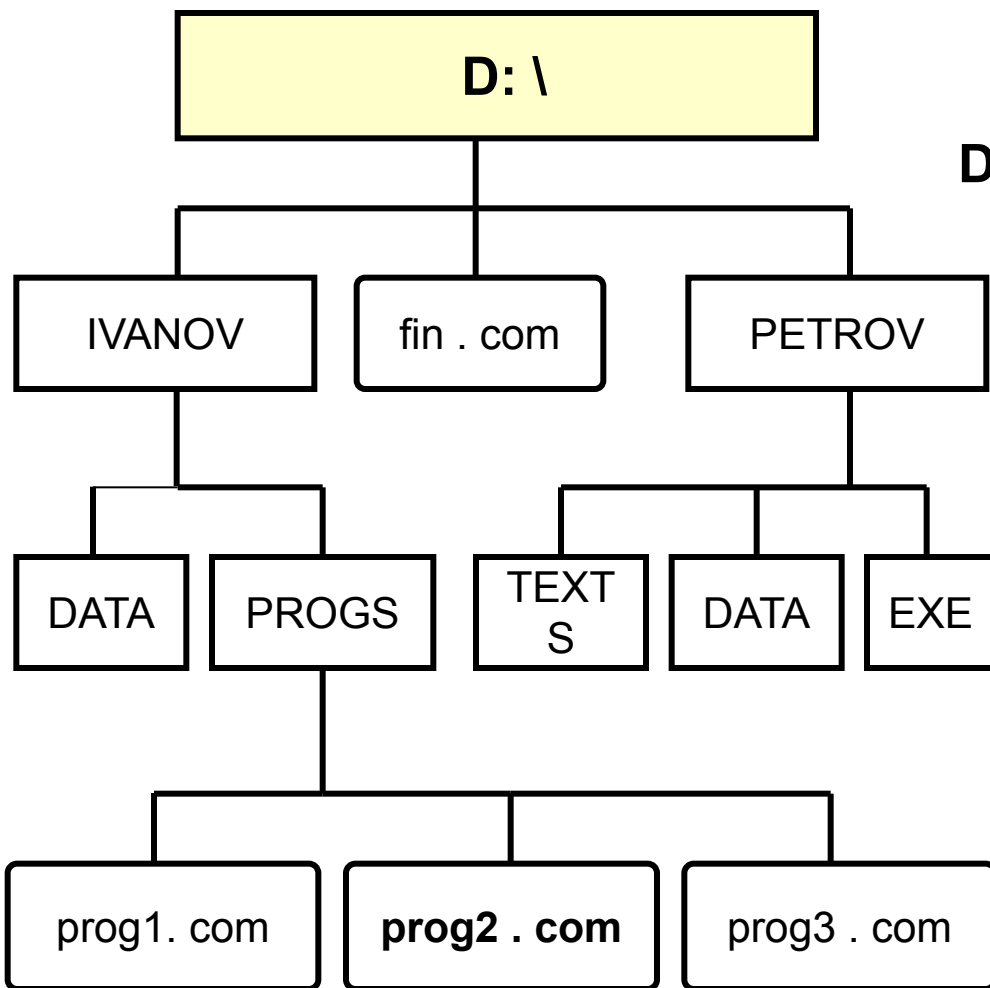 D: \
D
IVANOV
fin . com
PETROV
DATA
PROGS
TEXT
S
DATA
EXE
prog1. com
prog2 . com
prog3 . com